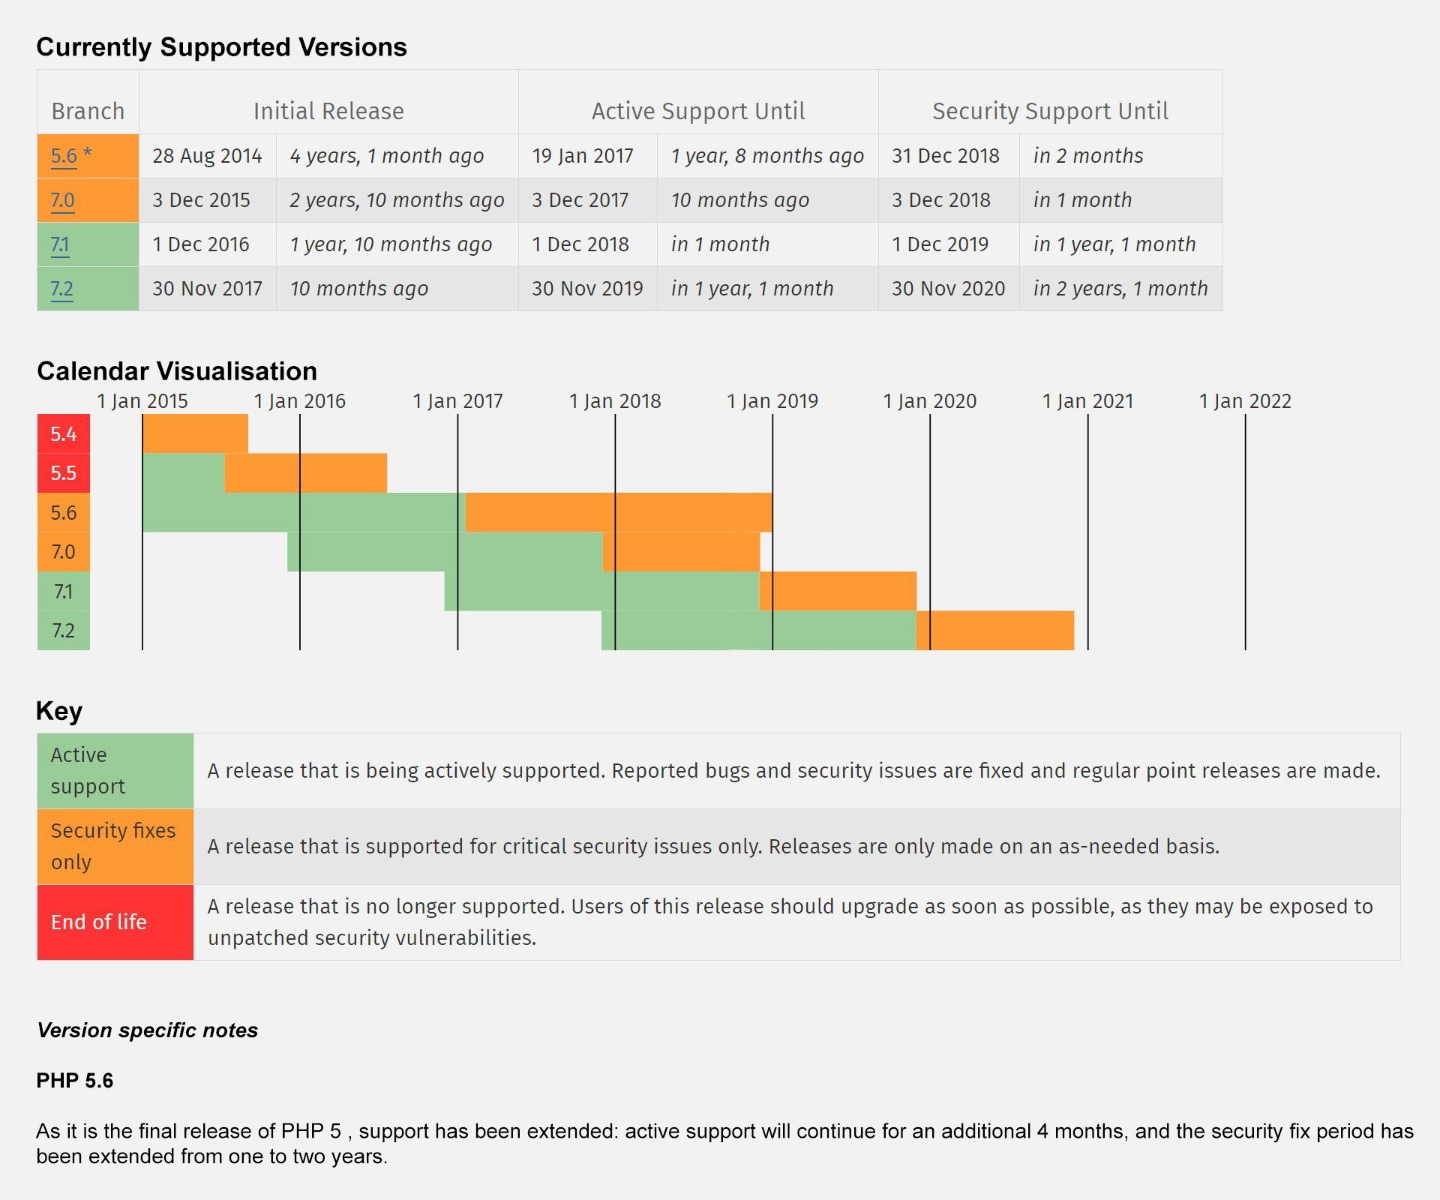 Currently Supported Versions
Branch Initial Release Active Support Until Security Support Until
5.6 * 28 Aug 2014 4 years, 1 month ago 19 Jan 2017 1 year, 8 months ago 31 Dec 2018 in 2 months
7.0 3 Dec 2015 2 years, 10 months ago 3 Dec 2017 10 months ago 3 Dec 2018 in 1 month
7.1 1 Dec 2016 1 year, 10 months ago 1 Dec 2018 in 1 month 1 Dec 2019 in 1 year, 1 month
7.2 30 Nov 2017 10 months ago 30 Nov 2019 in 1 year, 1 month 30 Nov 2020 in 2 years, 1 month
Calendar Visualisation
1 Jan 2015 1 Jan 2016 1 Jan 2017 1 Jan 2018 1 Jan 2019 1 Jan 2020 1 Jan 2021 1 Jan 2022
5.4
5.5
5.6
7.0
7.1
7.2
Key
Active
support
A release that is being actively supported. Reported bugs and security issues are fixed and regular point releases are made.
Security fixes
only
A release that is supported for critical security issues only. Releases are only made on an as-needed basis.
End of life
A release that is no longer supported. Users of this release should upgrade as soon as possible, as they may be exposed to
unpatched security vulnerabilities.
Version specific notes
PHP 5.6
As it is the final release of PHP 5 , support has been extended: active support will continue for an additional 4 months, and the security fix period has
been extended from one to two years.